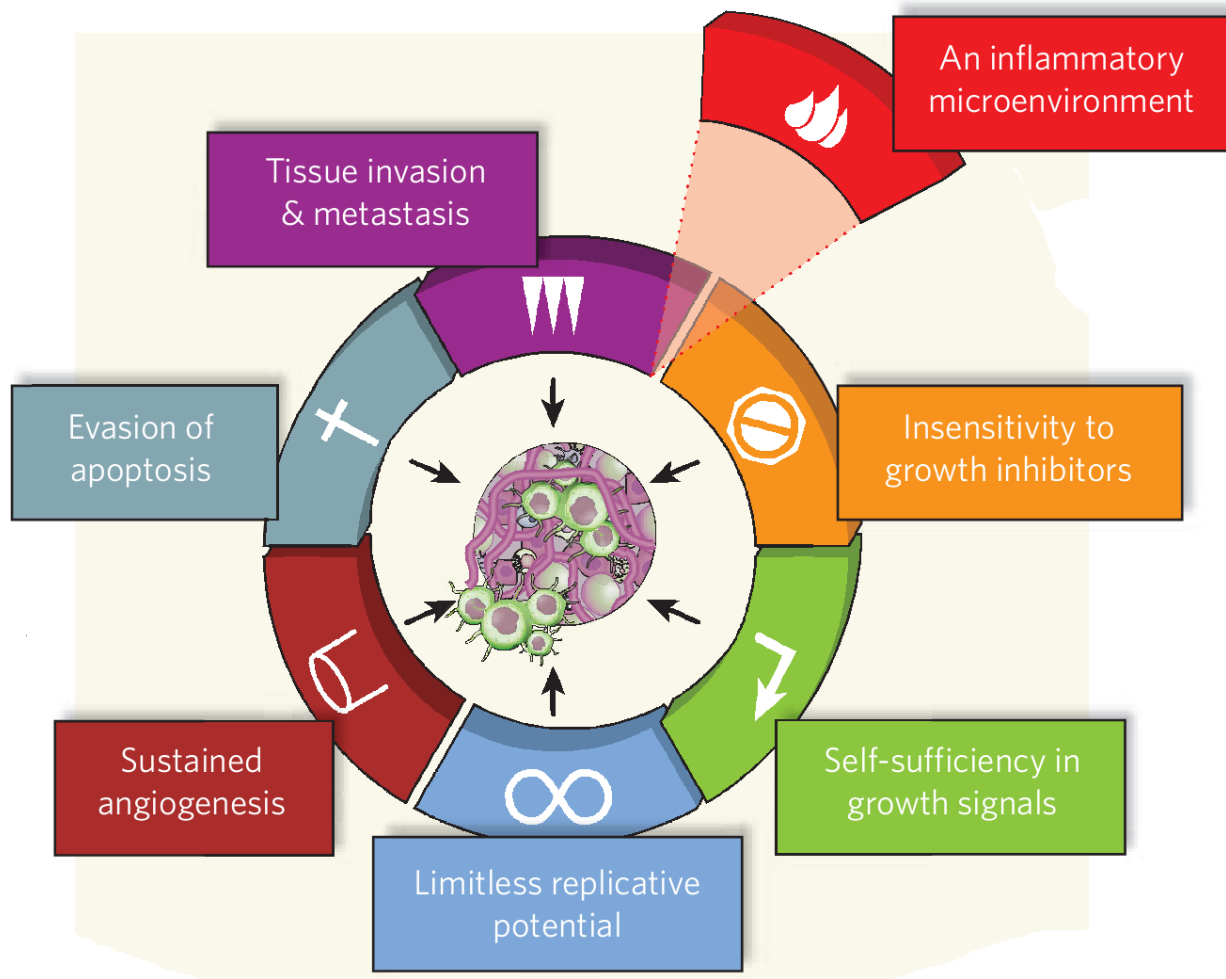 An inflammatory
microenvironment
Tissue invasion
& metastasis
Evasion of
apoptosis
Insensitivity to
growth inhibitors
Sustained
angiogenesis
Self-sufficiency in
growth signals
Limitless replicative
potential